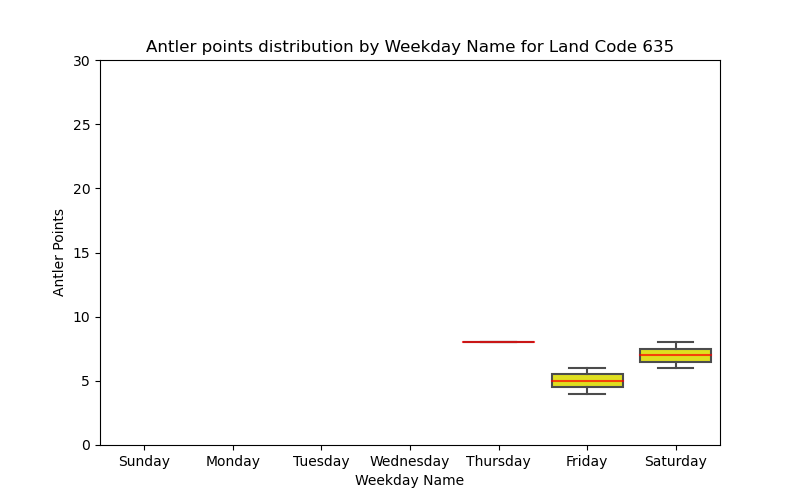 Antler points distribution by Weekday Name for Land Code 635
30
25
20
15
10
5
0
Antler Points
Sunday Monday Tuesday Wednesday Thursday Friday Saturday
Weekday Name